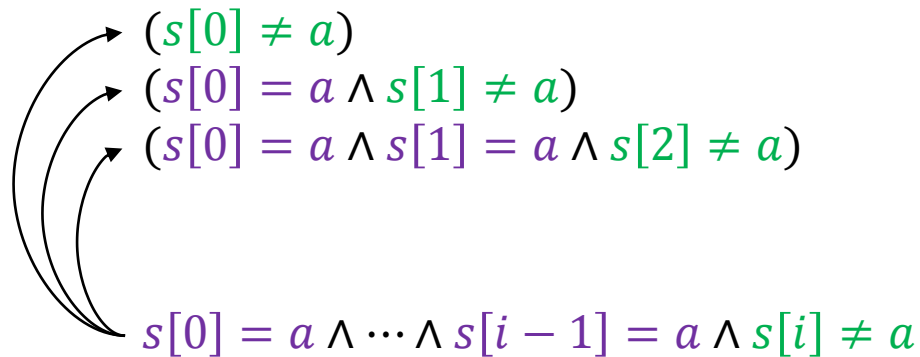 (s[0] ≠ a)
(s[0] = a ∧ s[1] ≠ a)
(s[0] = a ∧ s[1] = a ∧ s[2] ≠ a)
s[0] = a ∧ ⋯ ∧ s[i − 1] = a ∧ s[i] ≠ a